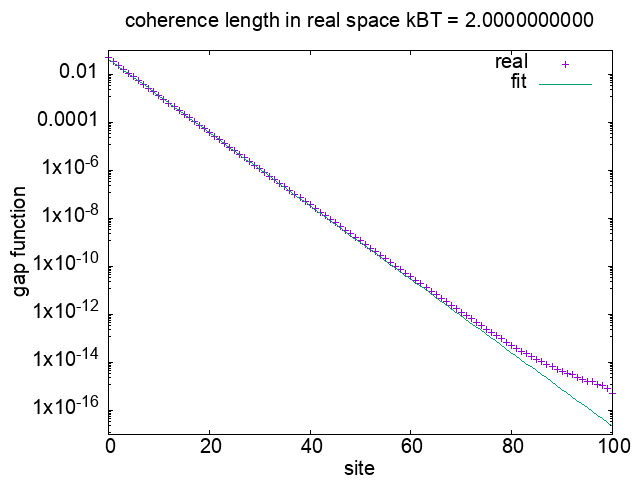 coherence length in real space kBT = 2.0000000000
real
fit
gap function
0.01
0.0001
1x10^-6
1x10^-8
1x10^-10
1x10^-12
1x10^-14
1x10^-16
0 20 40 60 80 100
site